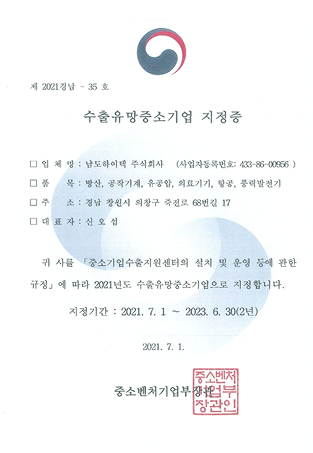 제 2021경남 - 35 호
수출유망중소기업 지정증
□ 업 체 명 : 남도하이텍 주식회사 (사업자등록번호: 433-86-00956 )
□ 품 목 : 방산, 공작기계, 유공압, 의료기기, 항공, 풍력발전기
□ 주 소 : 경남 창원시 의창구 죽전로 68번길 17
□ 대 표 자 : 신 오 섭
귀 사를 「중소기업수출지원센터의 설치 및 운영 등에 관한
규정」에 따라 2021년도 수출유망중소기업으로 지정합니다.
지정기간 : 2021. 7. 1 ~ 2023. 6. 30(2년)
2021. 7. 1.
중소벤처기업부장관
중소벤처
기업부
장관인